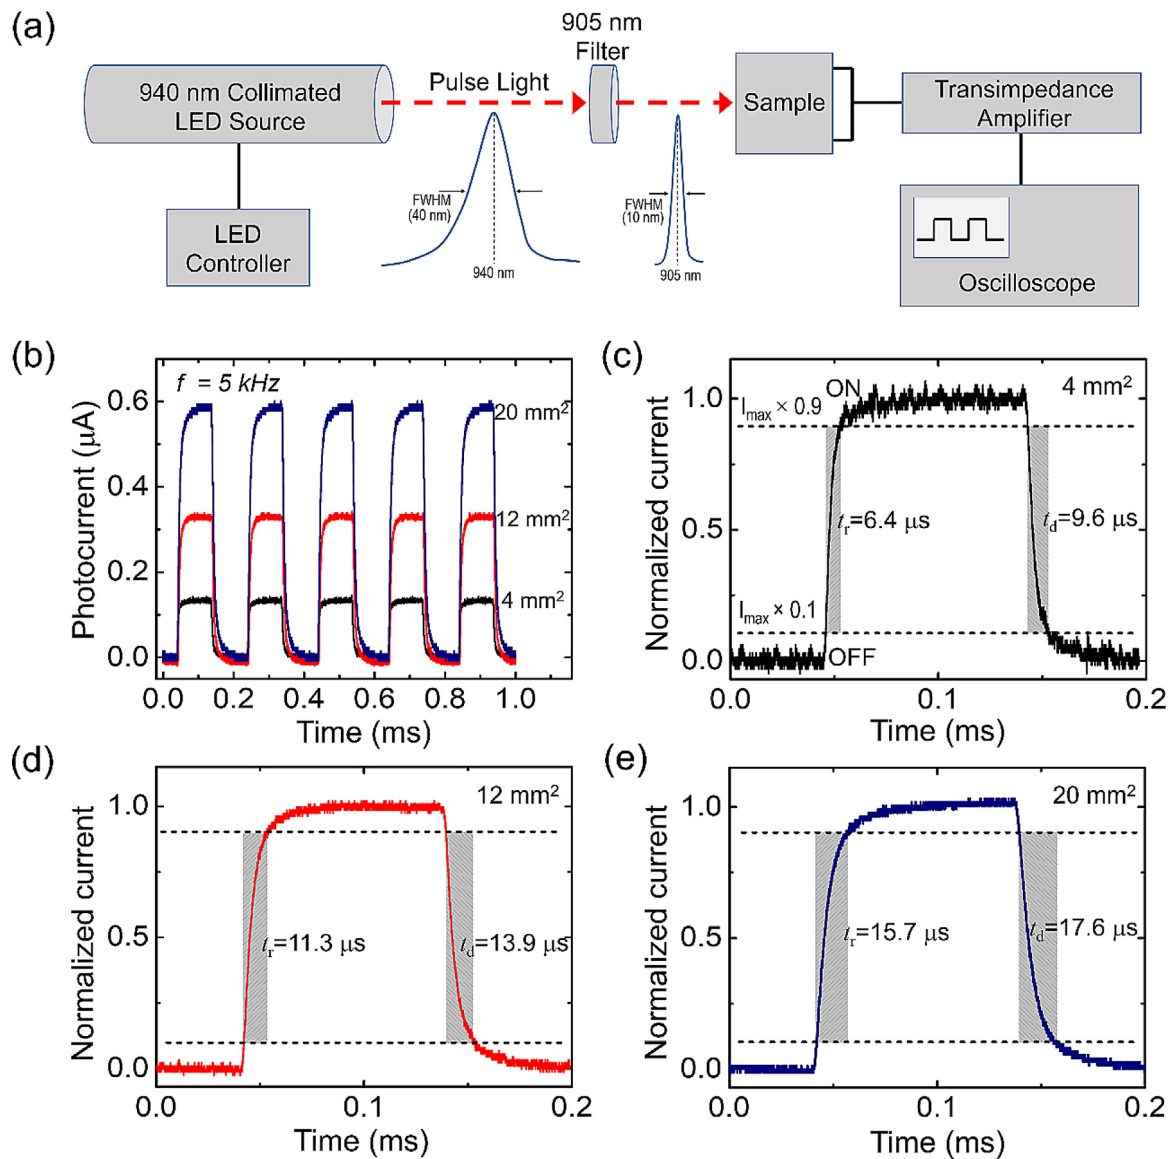 (a)
905 nm
Filter
940 nm Collimated
LED Source
Pulse Light
Sample
Transimpedance
Amplifier
FWHM
(40 nm)
FWHM
(10 nm)
LED
Controller
940 nm
905 nm
Oscilloscope
(b)
f = 5 kHz
20 mm²
12 mm²
4 mm²
Photocurrent (μA)
0.6
0.4
0.2
0.0
0.0 0.2 0.4 0.6 0.8 1.0
Time (ms)
(c)
ON
4 mm²
Imax × 0.9
tr=6.4 μs
td=9.6 μs
Imax × 0.1
OFF
Normalized current
1.0
0.5
0.0
0.0 0.1 0.2
Time (ms)
(d)
12 mm²
tr=11.3 μs
td=13.9 μs
Normalized current
1.0
0.5
0.0
0.0 0.1 0.2
Time (ms)
(e)
20 mm²
tr=15.7 μs
td=17.6 μs
Normalized current
1.0
0.5
0.0
0.0 0.1 0.2
Time (ms)